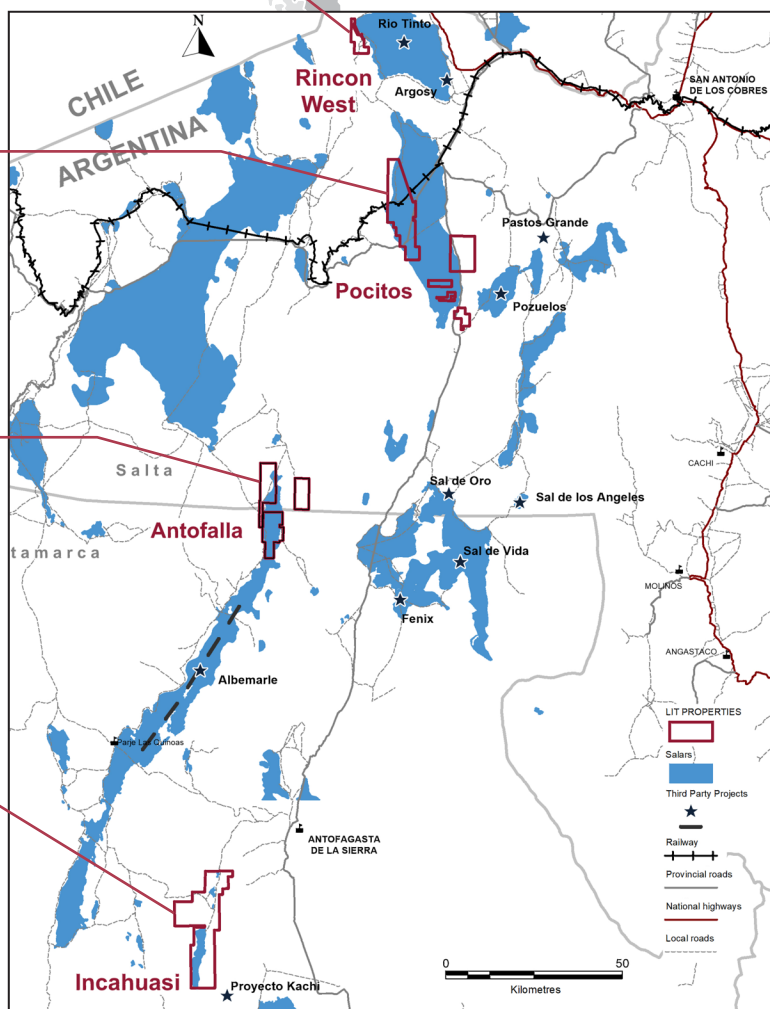 N
Rio Tinto
CHILE
Rincon
West
Argosy
SAN ANTONIO
DE LOS COBRES
ARGENTINA
Pastos Grande
Pocitos
Pozuelos
CACHI
Salta
Sal de Oro
Sal de los Angeles
Antofalla
tamarca
Sal de Vida
MOLINOS
Fenix
ANGASTACO
Albemarle
LIT PROPERTIES
Parje Las Quinoas
Salars
Third Party Projects
ANTOFAGASTA
DE LA SIERRA
Railway
Provincial roads
National highways
Local roads
0
50
Kilometres
Incahuasi
Proyecto Kachi